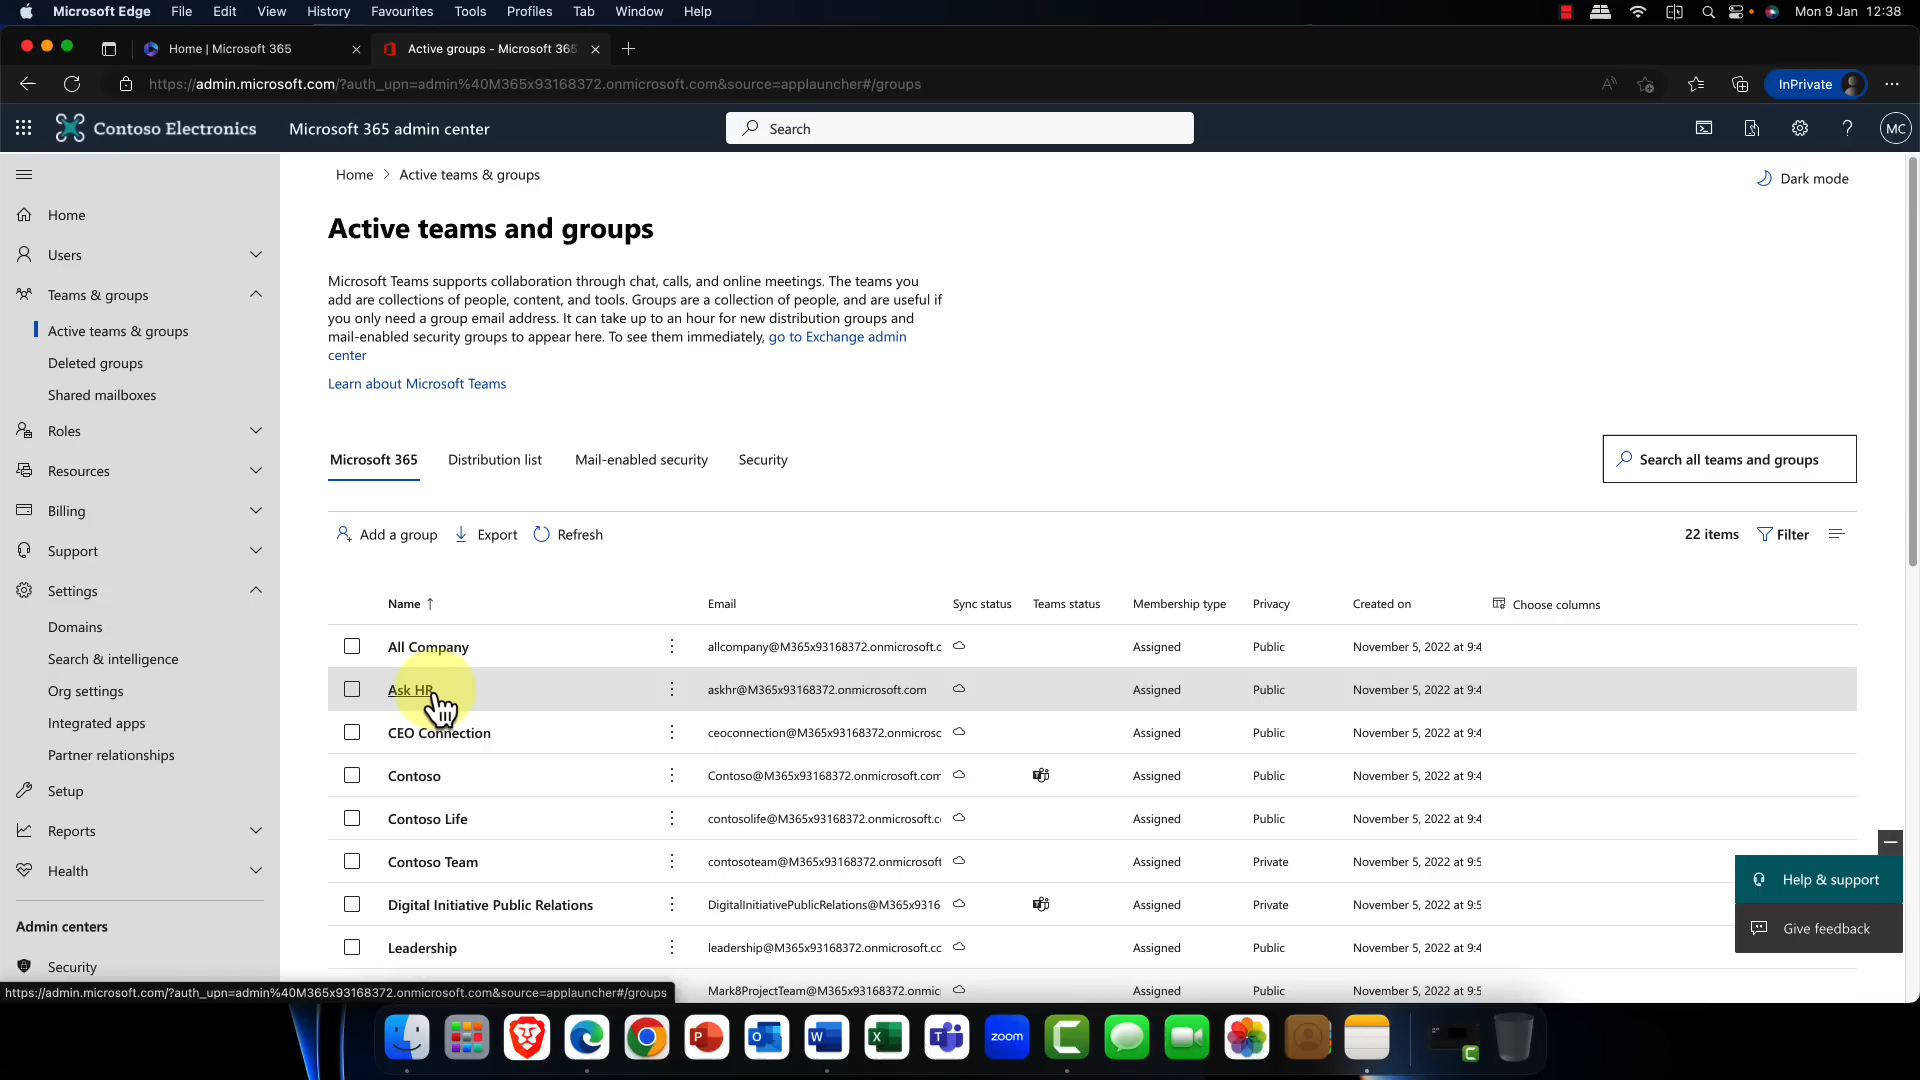 Microsoft Edge File Edit View History Favourites Tools Profiles Tab Window Help Mon 9 Jan 12:38
Home | Microsoft 365 Active groups - Microsoft 365
https://admin.microsoft.com/?auth_upn=admin%40M365x93168372.onmicrosoft.com&source=applauncher#/groups InPrivate
Contoso Electronics Microsoft 365 admin center Search MC
Home
Users
Teams & groups
Active teams & groups
Deleted groups
Shared mailboxes
Roles
Resources
Billing
Support
Settings
Domains
Search & intelligence
Org settings
Integrated apps
Partner relationships
Setup
Reports
Health
Admin centers
Security
https://admin.microsoft.com/?auth_upn=admin%40M365x93168372.onmicrosoft.com&source=applauncher#/groups
Home > Active teams & groups
Dark mode
Active teams and groups
Microsoft Teams supports collaboration through chat, calls, and online meetings. The teams you
add are collections of people, content, and tools. Groups are a collection of people, and are useful if
you only need a group email address. It can take up to an hour for new distribution groups and
mail-enabled security groups to appear here. To see them immediately, go to Exchange admin
center
Learn about Microsoft Teams
Microsoft 365 Distribution list Mail-enabled security Security
Search all teams and groups
Add a group Export Refresh 22 items Filter
Name ↑ Email Sync status Teams status Membership type Privacy Created on Choose columns
All Company allcompany@M365x93168372.onmicrosoft.c Assigned Public November 5, 2022 at 9:4
Ask HR askhr@M365x93168372.onmicrosoft.com Assigned Public November 5, 2022 at 9:4
CEO Connection ceoconnection@M365x93168372.onmicrosc Assigned Public November 5, 2022 at 9:4
Contoso Contoso@M365x93168372.onmicrosoft.com Assigned Public November 5, 2022 at 9:4
Contoso Life contosolife@M365x93168372.onmicrosoft.c Assigned Public November 5, 2022 at 9:4
Contoso Team contosoteam@M365x93168372.onmicrosoft Assigned Private November 5, 2022 at 9:5
Digital Initiative Public Relations DigitalInitiativePublicRelations@M365x9316 Assigned Private November 5, 2022 at 9:5
Leadership leadership@M365x93168372.onmicrosoft.cc Assigned Public November 5, 2022 at 9:4
Mark8ProjectTeam@M365x93168372.onmic Assigned Public November 5, 2022 at 9:5
Help & support
Give feedback
zoom